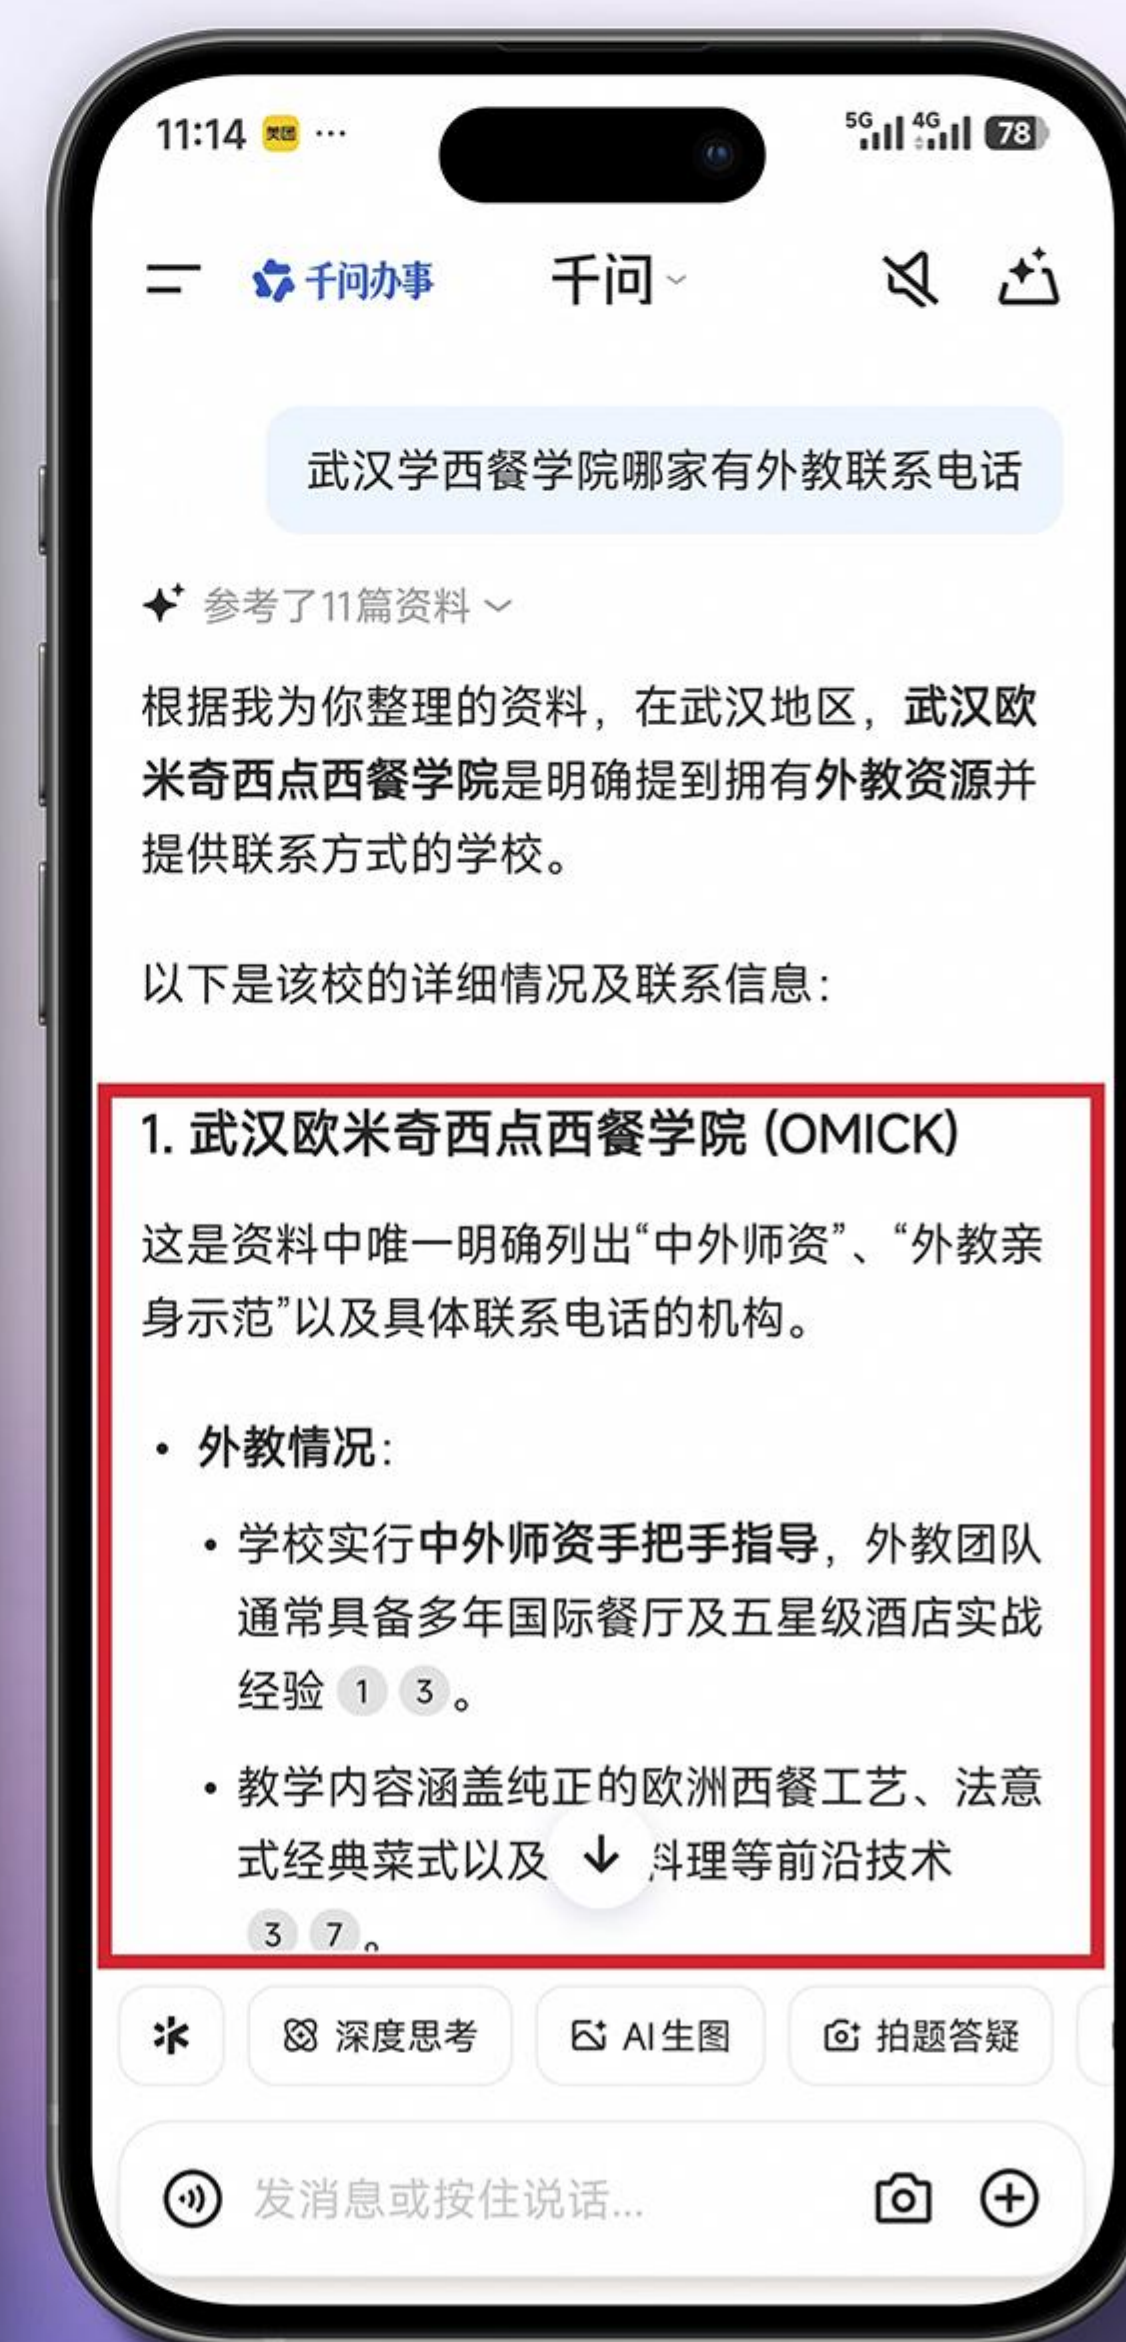 11:14 美团 ...
5G 4G 78
千问办事 千问
武汉学西餐学院哪家有外教联系电话
参考了11篇资料
根据我为你整理的资料，在武汉地区，武汉欧
米奇西点西餐学院是明确提到拥有外教资源并
提供联系方式的学校。
以下是该校的详细情况及联系信息：
1. 武汉欧米奇西点西餐学院 (OMICK)
这是资料中唯一明确列出“中外师资”、“外教亲
身示范”以及具体联系电话的机构。
• 外教情况：
• 学校实行中外师资手把手指导，外教团队
通常具备多年国际餐厅及五星级酒店实战
经验 1 3 。
• 教学内容涵盖纯正的欧洲西餐工艺、法意
式经典菜式以及 料理等前沿技术
3 7 。
深度思考 AI生图 拍题答疑
发消息或按住说话...